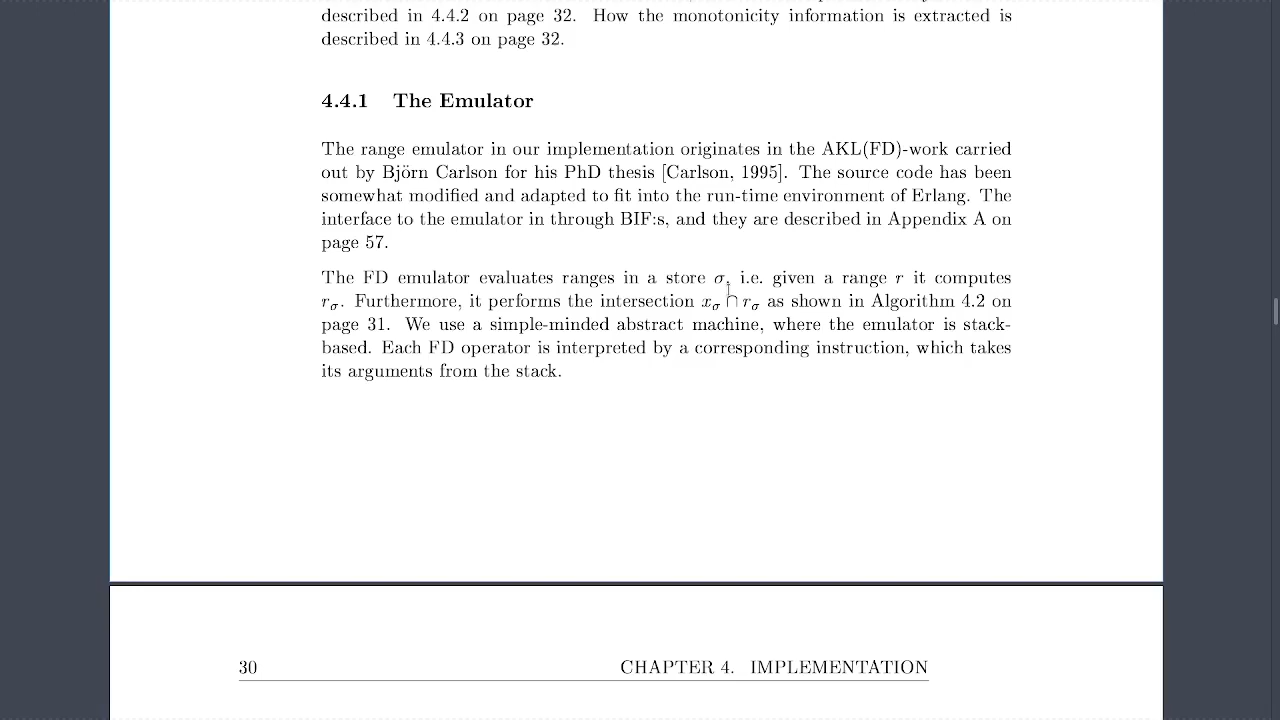 described in 4.4.2 on page 32. How the monotonicity information is extracted is
described in 4.4.3 on page 32.
4.4.1 The Emulator
The range emulator in our implementation originates in the AKL(FD)-work carried
out by Björn Carlson for his PhD thesis [Carlson, 1995]. The source code has been
somewhat modified and adapted to fit into the run-time environment of Erlang. The
interface to the emulator in through BIF:s, and they are described in Appendix A on
page 57.
The FD emulator evaluates ranges in a store σ, i.e. given a range r it computes
rσ. Furthermore, it performs the intersection xσ ∩ rσ as shown in Algorithm 4.2 on
page 31. We use a simple-minded abstract machine, where the emulator is stack-
based. Each FD operator is interpreted by a corresponding instruction, which takes
its arguments from the stack.
30 CHAPTER 4. IMPLEMENTATION